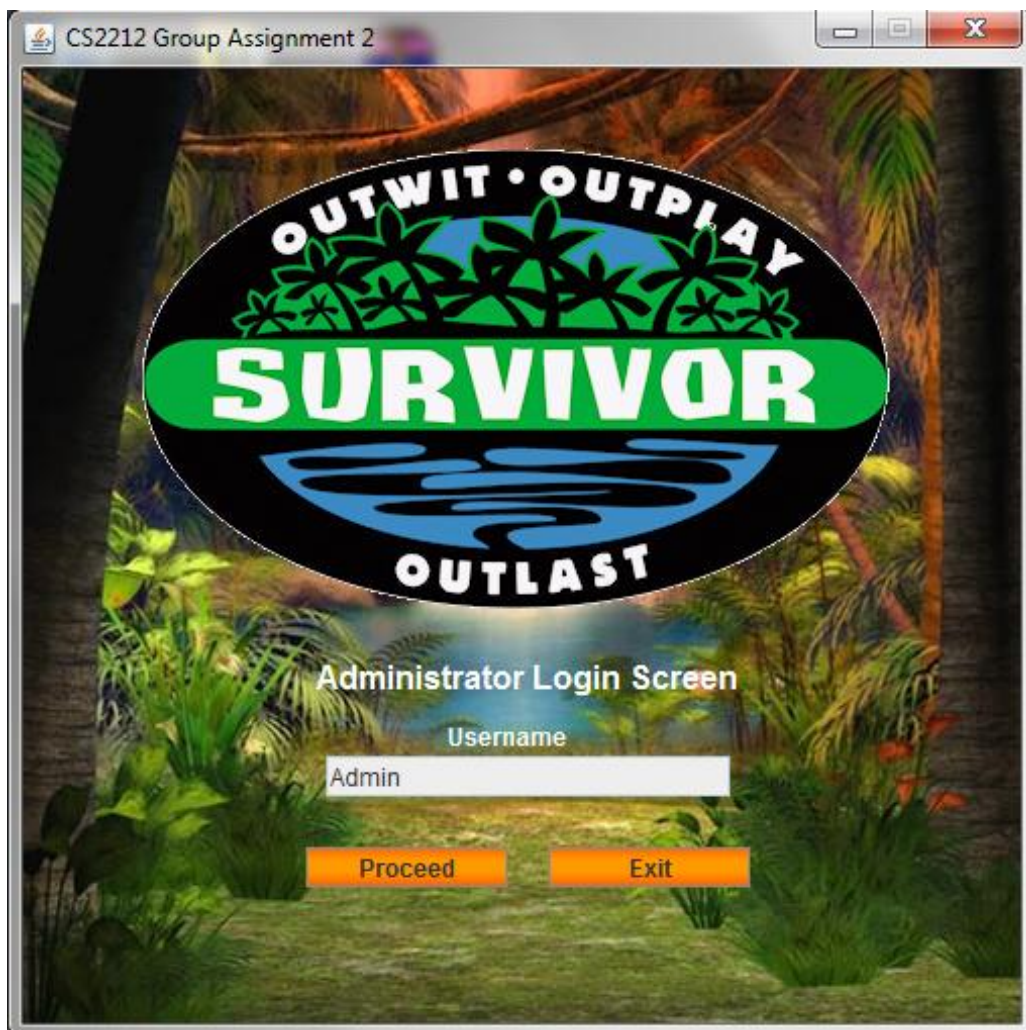 CS2212 Group Assignment 2
OUTWIT • OUTPLAY
SURVIVOR
OUTLAST
Administrator Login Screen
Username
Admin
Proceed Exit